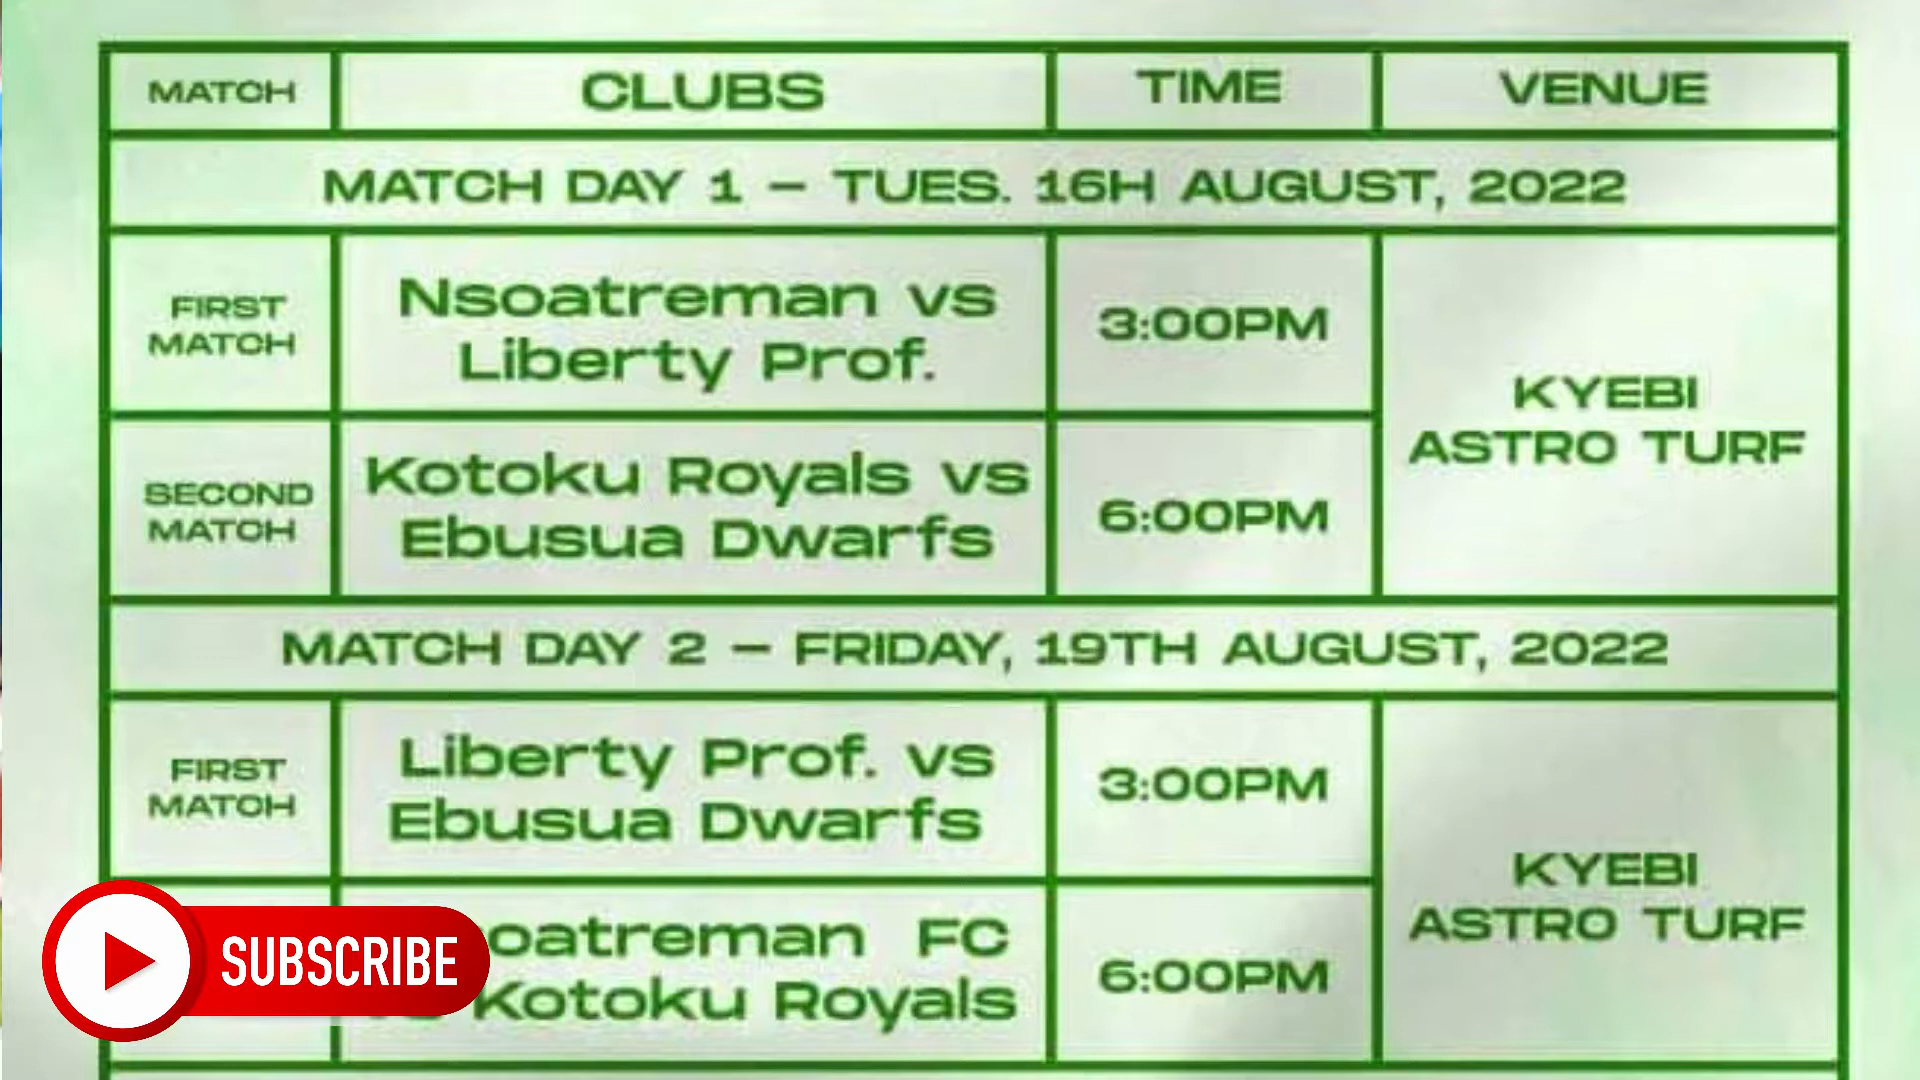 MATCH CLUBS TIME VENUE
MATCH DAY 1 – TUES. 16H AUGUST, 2022
FIRST
MATCH
Nsoatreman vs
Liberty Prof.
3:00PM
KYEBI
ASTRO TURF
SECOND
MATCH
Kotoku Royals vs
Ebusua Dwarfs
6:00PM
MATCH DAY 2 – FRIDAY, 19TH AUGUST, 2022
FIRST
MATCH
Liberty Prof. vs
Ebusua Dwarfs
3:00PM
KYEBI
ASTRO TURF
FC
Kotoku Royals
6:00PM
SUBSCRIBE